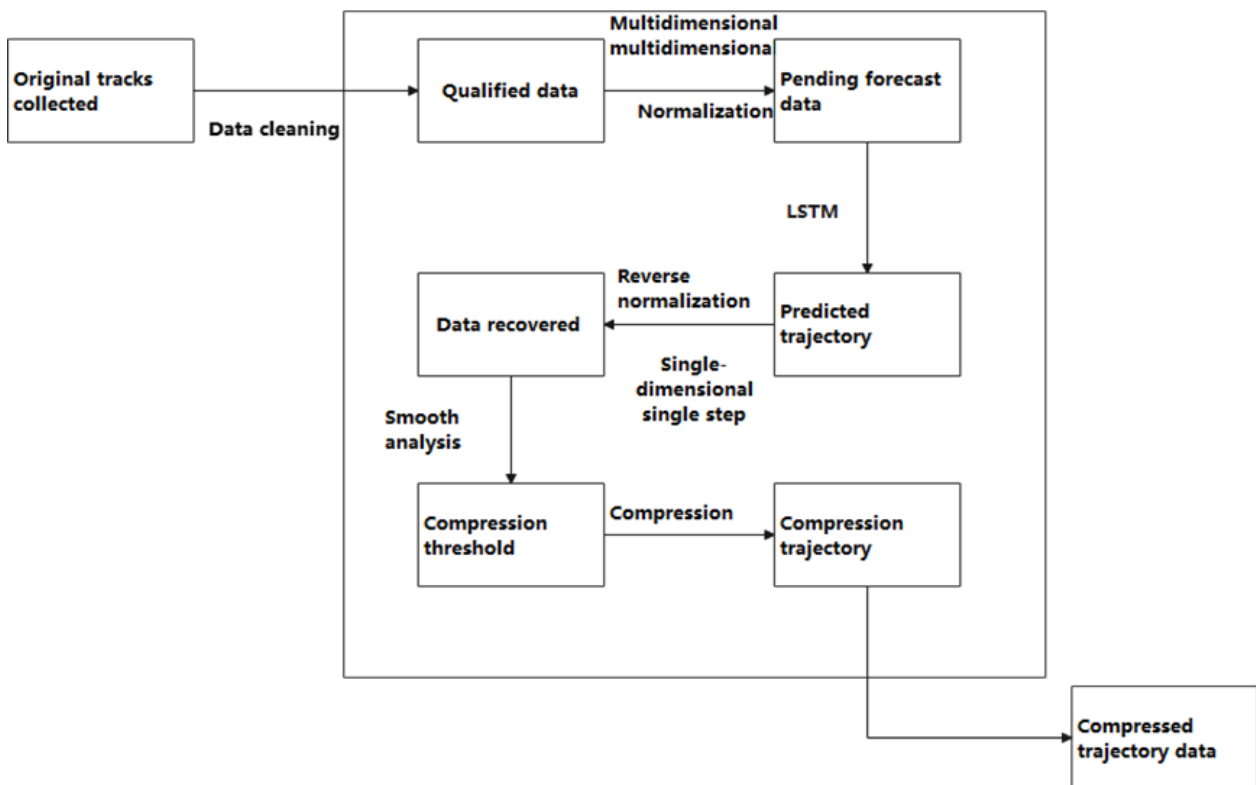 Multidimensional
multidimensional
Original tracks
collected
Data cleaning
Qualified data
Normalization
Pending forecast
data
LSTM
Reverse
normalization
Data recovered
Predicted
trajectory
Single-
dimensional
single step
Smooth
analysis
Compression
threshold
Compression
Compression
trajectory
Compressed
trajectory data